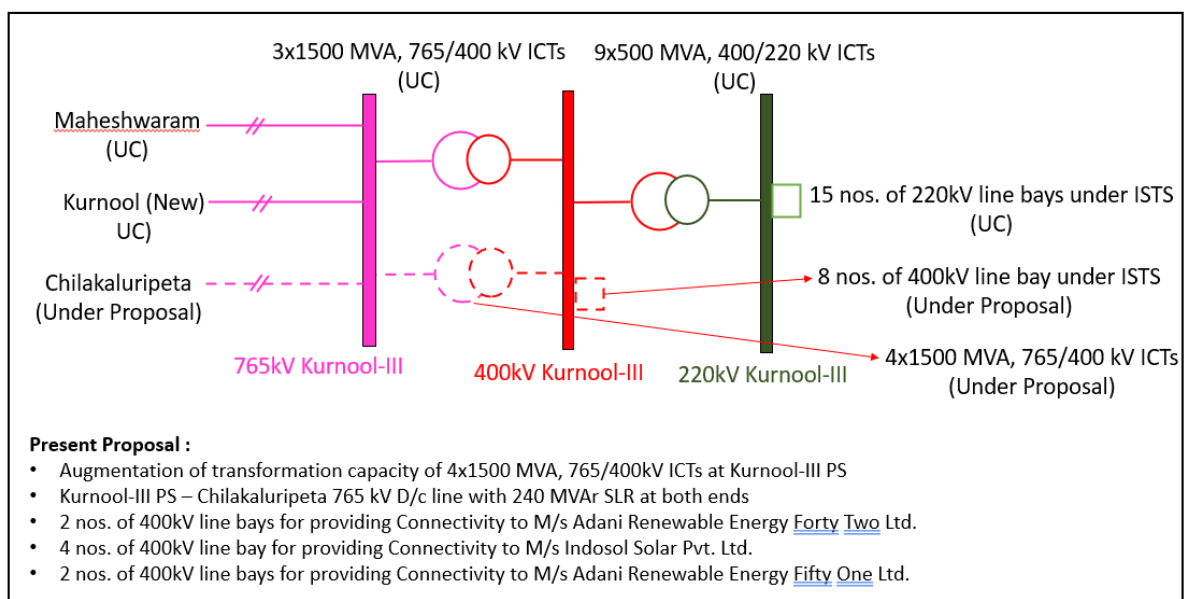 3x1500 MVA, 765/400 kV ICTs
(UC)
9x500 MVA, 400/220 kV ICTs
(UC)
Maheshwaram
(UC)
Kurnool (New)
UC)
Chilakaluripeta
(Under Proposal)
15 nos. of 220kV line bays under ISTS
(UC)
8 nos. of 400kV line bay under ISTS
(Under Proposal)
4x1500 MVA, 765/400 kV ICTs
(Under Proposal)
765kV Kurnool-III
400kV Kurnool-III
220kV Kurnool-III
Present Proposal :
• Augmentation of transformation capacity of 4x1500 MVA, 765/400kV ICTs at Kurnool-III PS
• Kurnool-III PS – Chilakaluripeta 765 kV D/c line with 240 MVAr SLR at both ends
• 2 nos. of 400kV line bays for providing Connectivity to M/s Adani Renewable Energy Forty Two Ltd.
• 4 nos. of 400kV line bay for providing Connectivity to M/s Indosol Solar Pvt. Ltd.
• 2 nos. of 400kV line bays for providing Connectivity to M/s Adani Renewable Energy Fifty One Ltd.